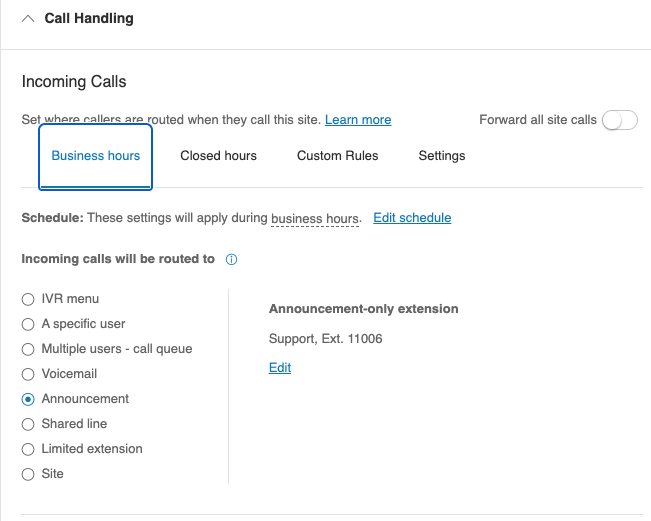 Call Handling
Incoming Calls
Set where callers are routed when they call this site. Learn more
Forward all site calls
Business hours
Closed hours
Custom Rules
Settings
Schedule: These settings will apply during business hours. Edit schedule
Incoming calls will be routed to
IVR menu
A specific user
Multiple users - call queue
Voicemail
Announcement
Shared line
Limited extension
Site
Announcement-only extension
Support, Ext. 11006
Edit